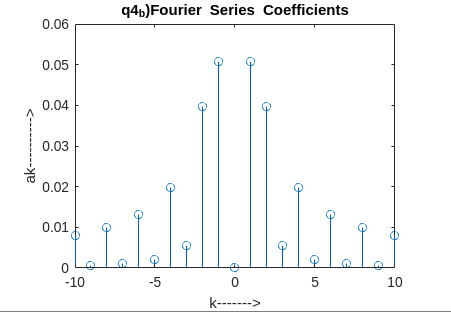 q4b)Fourier Series Coefficients
0.06
0.05
0.04
0.03
0.02
0.01
0
ak---------->
-10 -5 0 5 10
k------->